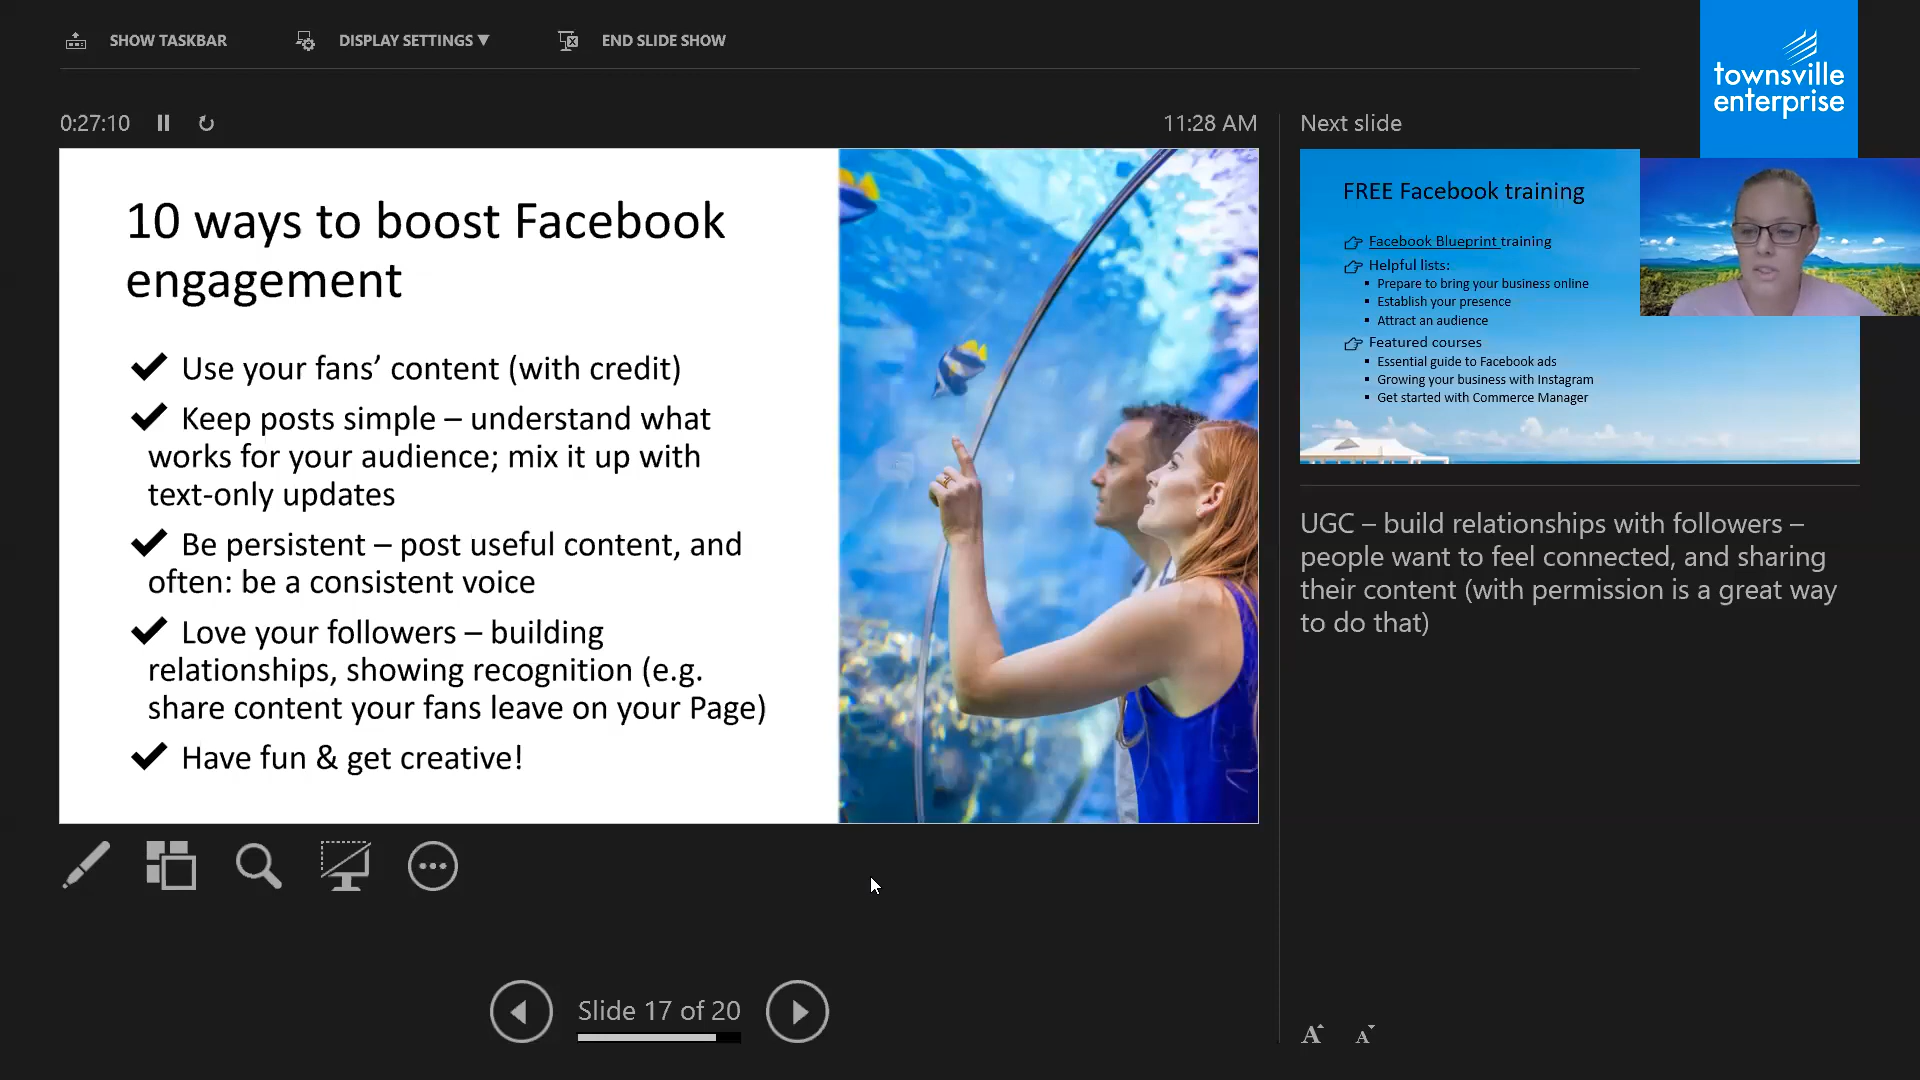 SHOW TASKBAR
DISPLAY SETTINGS ▼
END SLIDE SHOW
townsville
enterprise
0:27:10
11:28 AM
Next slide
10 ways to boost Facebook
engagement
✔ Use your fans’ content (with credit)
✔ Keep posts simple – understand what
works for your audience; mix it up with
text-only updates
✔ Be persistent – post useful content, and
often: be a consistent voice
✔ Love your followers – building
relationships, showing recognition (e.g.
share content your fans leave on your Page)
✔ Have fun & get creative!
FREE Facebook training
Facebook Blueprint training
Helpful lists:
▪ Prepare to bring your business online
▪ Establish your presence
▪ Attract an audience
Featured courses
▪ Essential guide to Facebook ads
▪ Growing your business with Instagram
▪ Get started with Commerce Manager
UGC – build relationships with followers –
people want to feel connected, and sharing
their content (with permission is a great way
to do that)
Slide 17 of 20
A A